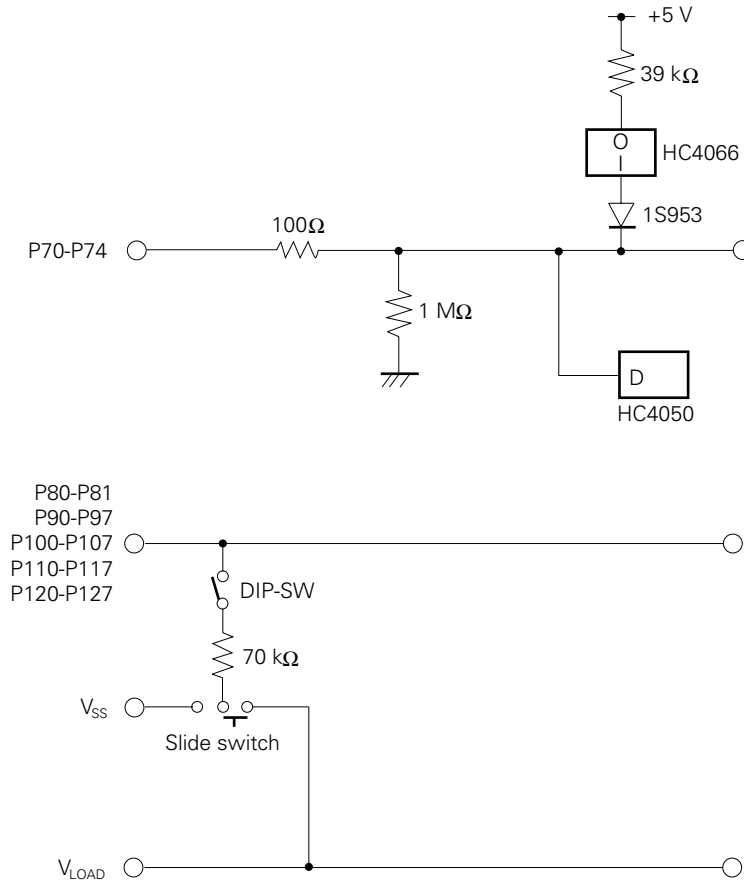 +5 V
39 kΩ
O
I
HC4066
1S953
100Ω
P70-P74
1 MΩ
D
HC4050
P80-P81
P90-P97
P100-P107
P110-P117
P120-P127
DIP-SW
70 kΩ
VSS
Slide switch
VLOAD